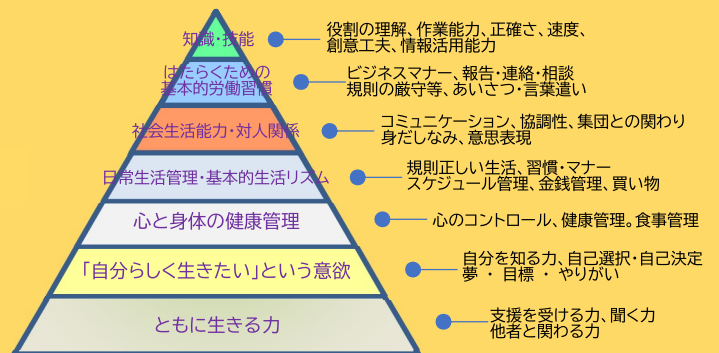 知識・技能
役割の理解、作業能力、正確さ、速度、
創意工夫、情報活用能力
はたらくための
基本的労働習慣
ビジネスマナー、報告・連絡・相談
規則の厳守等、あいさつ・言葉遣い
社会生活能力・対人関係
コミュニケーション、協調性、集団との関わり
身だしなみ、意思表現
日常生活管理・基本的生活リズム
規則正しい生活、習慣・マナー
スケジュール管理、金銭管理、買い物
心と身体の健康管理
心のコントロール、健康管理。食事管理
「自分らしく生きたい」という意欲
自分を知る力、自己選択・自己決定
夢 ・ 目標 ・ やりがい
ともに生きる力
支援を受ける力、聞く力
他者と関わる力